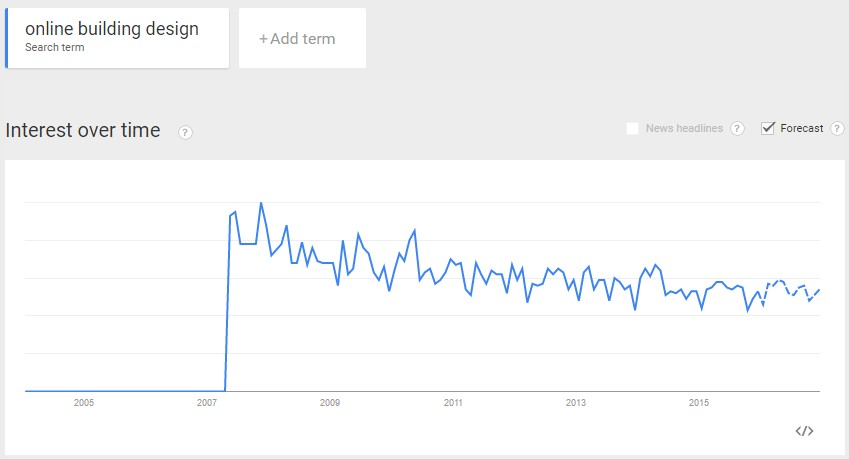 online building design
Search term
+Add term
Interest over time ?
News headlines ? Forecast ?
2005 2007 2009 2011 2013 2015
</>